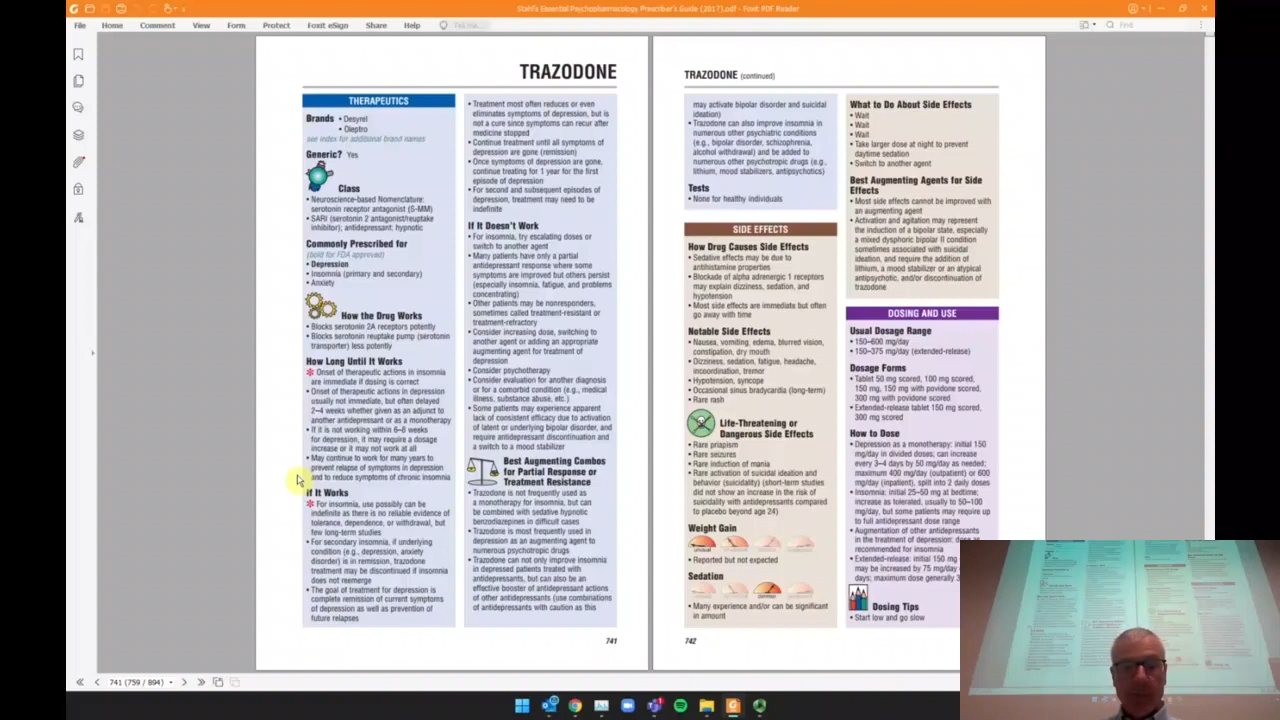 Stahl's Essential Psychopharmacology Prescriber's Guide (2017).pdf - Foxit PDF Reader
File Home Comment View Form Protect Foxit eSign Share Help Tell me... Find
TRAZODONE
THERAPEUTICS
Brands • Desyrel
• Oleptro
see index for additional brand names
Generic? Yes
Class
• Neuroscience-based Nomenclature:
serotonin receptor antagonist (S-MM)
• SARI (serotonin 2 antagonist/reuptake
inhibitor); antidepressant; hypnotic
Commonly Prescribed for
(bold for FDA approved)
• Depression
• Insomnia (primary and secondary)
• Anxiety
How the Drug Works
• Blocks serotonin 2A receptors potently
• Blocks serotonin reuptake pump (serotonin
transporter) less potently
How Long Until It Works
✻ Onset of therapeutic actions in insomnia
are immediate if dosing is correct
• Onset of therapeutic actions in depression
usually not immediate, but often delayed
2–4 weeks whether given as an adjunct to
another antidepressant or as a monotherapy
• If it is not working within 6–8 weeks
for depression, it may require a dosage
increase or it may not work at all
• May continue to work for many years to
prevent relapse of symptoms in depression
and to reduce symptoms of chronic insomnia
If It Works
✻ For insomnia, use possibly can be
indefinite as there is no reliable evidence of
tolerance, dependence, or withdrawal, but
few long-term studies
• For secondary insomnia, if underlying
condition (e.g., depression, anxiety
disorder) is in remission, trazodone
treatment may be discontinued if insomnia
does not reemerge
• The goal of treatment for depression is
complete remission of current symptoms
of depression as well as prevention of
future relapses
• Treatment most often reduces or even
eliminates symptoms of depression, but is
not a cure since symptoms can recur after
medicine stopped
• Continue treatment until all symptoms of
depression are gone (remission)
• Once symptoms of depression are gone,
continue treating for 1 year for the first
episode of depression
• For second and subsequent episodes of
depression, treatment may need to be
indefinite
If It Doesn't Work
• For insomnia, try escalating doses or
switch to another agent
• Many patients have only a partial
antidepressant response where some
symptoms are improved but others persist
(especially insomnia, fatigue, and problems
concentrating)
• Other patients may be nonresponders,
sometimes called treatment-resistant or
treatment-refractory
• Consider increasing dose, switching to
another agent or adding an appropriate
augmenting agent for treatment of
depression
• Consider psychotherapy
• Consider evaluation for another diagnosis
or for a comorbid condition (e.g., medical
illness, substance abuse, etc.)
• Some patients may experience apparent
lack of consistent efficacy due to activation
of latent or underlying bipolar disorder, and
require antidepressant discontinuation and
a switch to a mood stabilizer
Best Augmenting Combos
for Partial Response or
Treatment Resistance
• Trazodone is not frequently used as
a monotherapy for insomnia, but can
be combined with sedative hypnotic
benzodiazepines in difficult cases
• Trazodone is most frequently used in
depression as an augmenting agent to
numerous psychotropic drugs
• Trazodone can not only improve insomnia
in depressed patients treated with
antidepressants, but can also be an
effective booster of antidepressant actions
of other antidepressants (use combinations
of antidepressants with caution as this
741
TRAZODONE (continued)
may activate bipolar disorder and suicidal
ideation)
• Trazodone can also improve insomnia in
numerous other psychiatric conditions
(e.g., bipolar disorder, schizophrenia,
alcohol withdrawal) and be added to
numerous other psychotropic drugs (e.g.,
lithium, mood stabilizers, antipsychotics)
Tests
• None for healthy individuals
SIDE EFFECTS
How Drug Causes Side Effects
• Sedative effects may be due to
antihistamine properties
• Blockade of alpha adrenergic 1 receptors
may explain dizziness, sedation, and
hypotension
• Most side effects are immediate but often
go away with time
Notable Side Effects
• Nausea, vomiting, edema, blurred vision,
constipation, dry mouth
• Dizziness, sedation, fatigue, headache,
incoordination, tremor
• Hypotension, syncope
• Occasional sinus bradycardia (long-term)
• Rare rash
Life-Threatening or
Dangerous Side Effects
• Rare priapism
• Rare seizures
• Rare induction of mania
• Rare activation of suicidal ideation and
behavior (suicidality) (short-term studies
did not show an increase in the risk of
suicidality with antidepressants compared
to placebo beyond age 24)
Weight Gain
unusual
• Reported but not expected
Sedation
common
• Many experience and/or can be significant
in amount
742
What to Do About Side Effects
• Wait
• Wait
• Wait
• Take larger dose at night to prevent
daytime sedation
• Switch to another agent
Best Augmenting Agents for Side
Effects
• Most side effects cannot be improved with
an augmenting agent
• Activation and agitation may represent
the induction of a bipolar state, especially
a mixed dysphoric bipolar II condition
sometimes associated with suicidal
ideation, and require the addition of
lithium, a mood stabilizer or an atypical
antipsychotic, and/or discontinuation of
trazodone
DOSING AND USE
Usual Dosage Range
• 150–600 mg/day
• 150–375 mg/day (extended-release)
Dosage Forms
• Tablet 50 mg scored, 100 mg scored,
150 mg, 150 mg with povidone scored,
300 mg with povidone scored
• Extended-release tablet 150 mg scored,
300 mg scored
How to Dose
• Depression as a monotherapy: initial 150
mg/day in divided doses; can increase
every 3–4 days by 50 mg/day as needed;
maximum 400 mg/day (outpatient) or 600
mg/day (inpatient), split into 2 daily doses
• Insomnia: initial 25–50 mg at bedtime;
increase as tolerated, usually to 50–100
mg/day, but some patients may require up
to full antidepressant dose range
• Augmentation of other antidepressants
in the treatment of depression: dose as
recommended for insomnia
• Extended-release: initial 150 mg
may be increased by 75 mg/day
days; maximum dose generally 3
Dosing Tips
• Start low and go slow
741 (759 / 894)